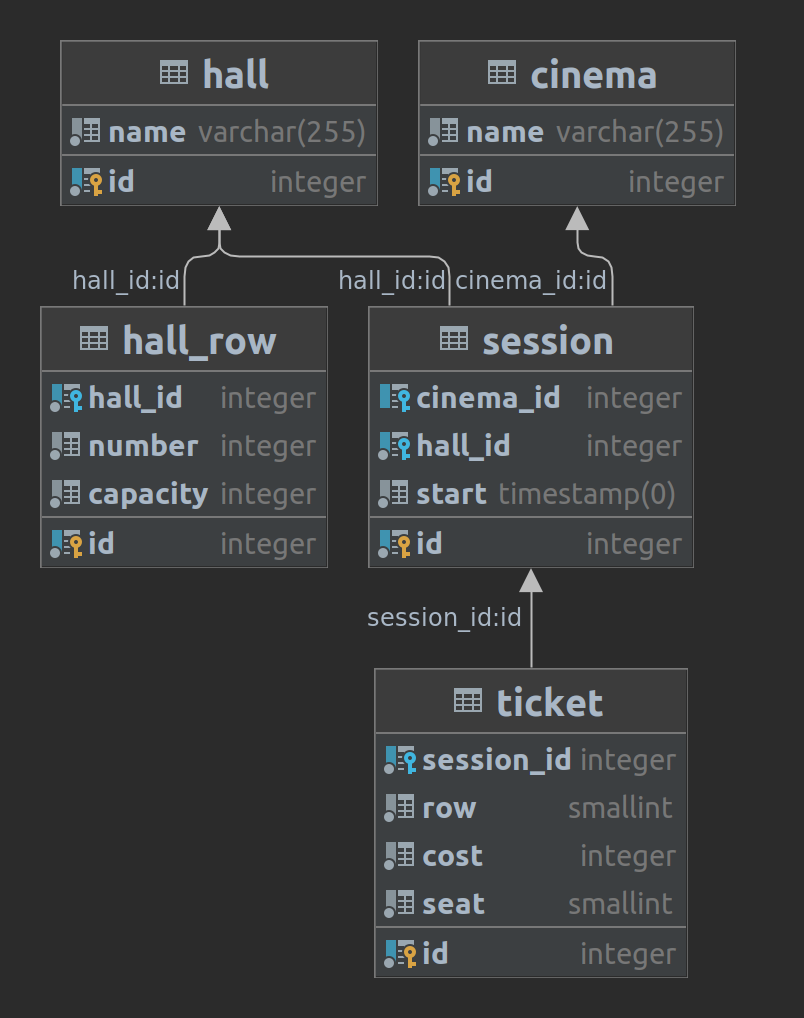 hall
name varchar(255)
id integer
cinema
name varchar(255)
id integer
hall_id:id
hall_id:id
cinema_id:id
hall_row
hall_id integer
number integer
capacity integer
id integer
session
cinema_id integer
hall_id integer
start timestamp(0)
id integer
session_id:id
ticket
session_id integer
row smallint
cost integer
seat smallint
id integer